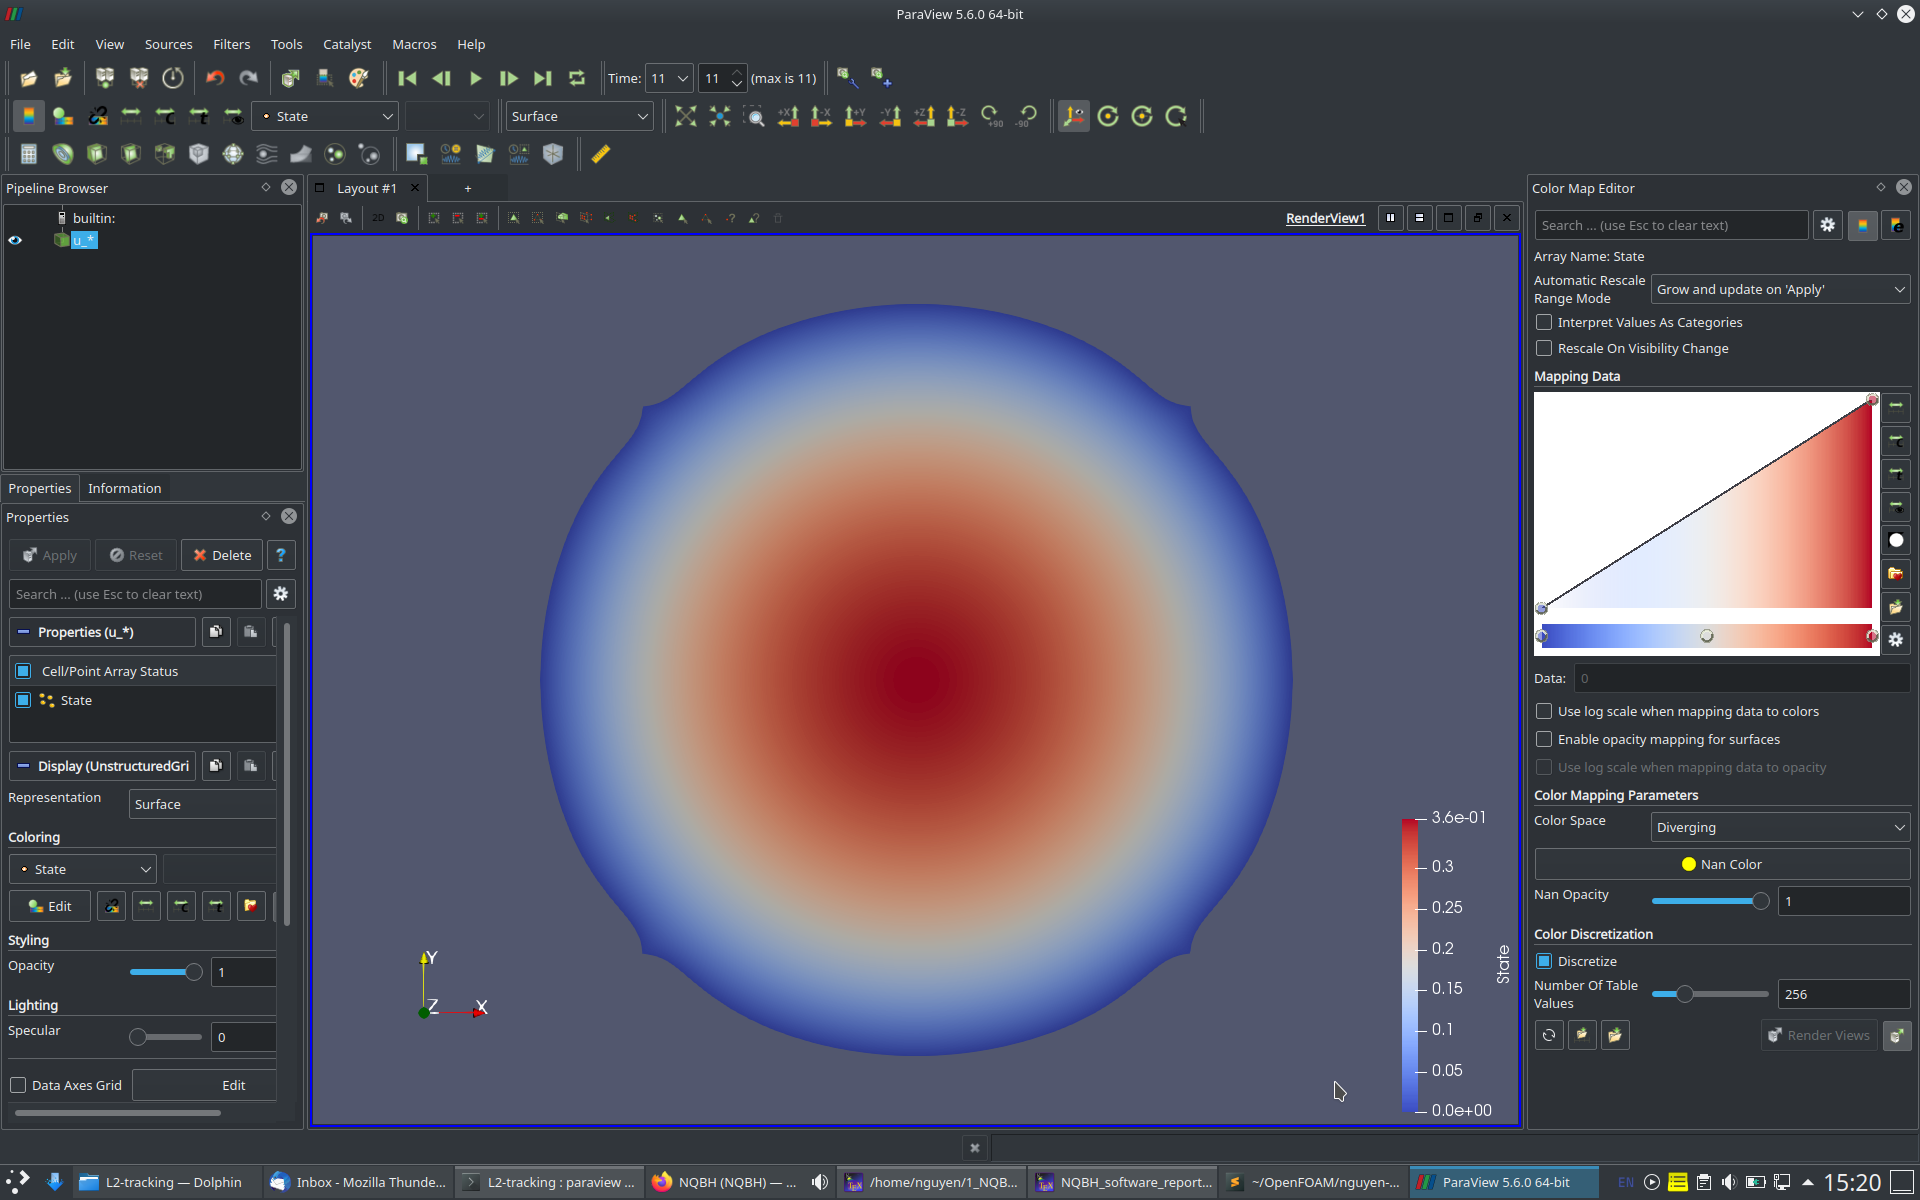 ParaView 5.6.0 64-bit
File Edit View Sources Filters Tools Catalyst Macros Help
Time: 11 11 (max is 11)
State Surface
+X -X +Y -Y +Z -Z +90 -90
Pipeline Browser
builtin:
u_*
Properties Information
Properties
Apply Reset Delete ?
Search ... (use Esc to clear text)
Properties (u_*)
Cell/Point Array Status
State
Display (UnstructuredGri
Representation Surface
Coloring
State
Edit
Styling
Opacity 1
Lighting
Specular 0
Data Axes Grid Edit
Layout #1 +
2D RenderView1
3.6e-01
0.3
0.25
0.2
0.15
0.1
0.05
0.0e+00
State
Y
Z X
Color Map Editor
Search ... (use Esc to clear text)
Array Name: State
Automatic Rescale
Range Mode
Grow and update on 'Apply'
Interpret Values As Categories
Rescale On Visibility Change
Mapping Data
Data: 0
Use log scale when mapping data to colors
Enable opacity mapping for surfaces
Use log scale when mapping data to opacity
Color Mapping Parameters
Color Space Diverging
Nan Color
Nan Opacity 1
Color Discretization
Discretize
Number Of Table
Values
256
Render Views
L2-tracking — Dolphin
Inbox - Mozilla Thunde...
L2-tracking : paraview ...
NQBH (NQBH) — ...
/home/nguyen/1_NQB...
NQBH_software_report...
~/OpenFOAM/nguyen-...
ParaView 5.6.0 64-bit
EN
15:20